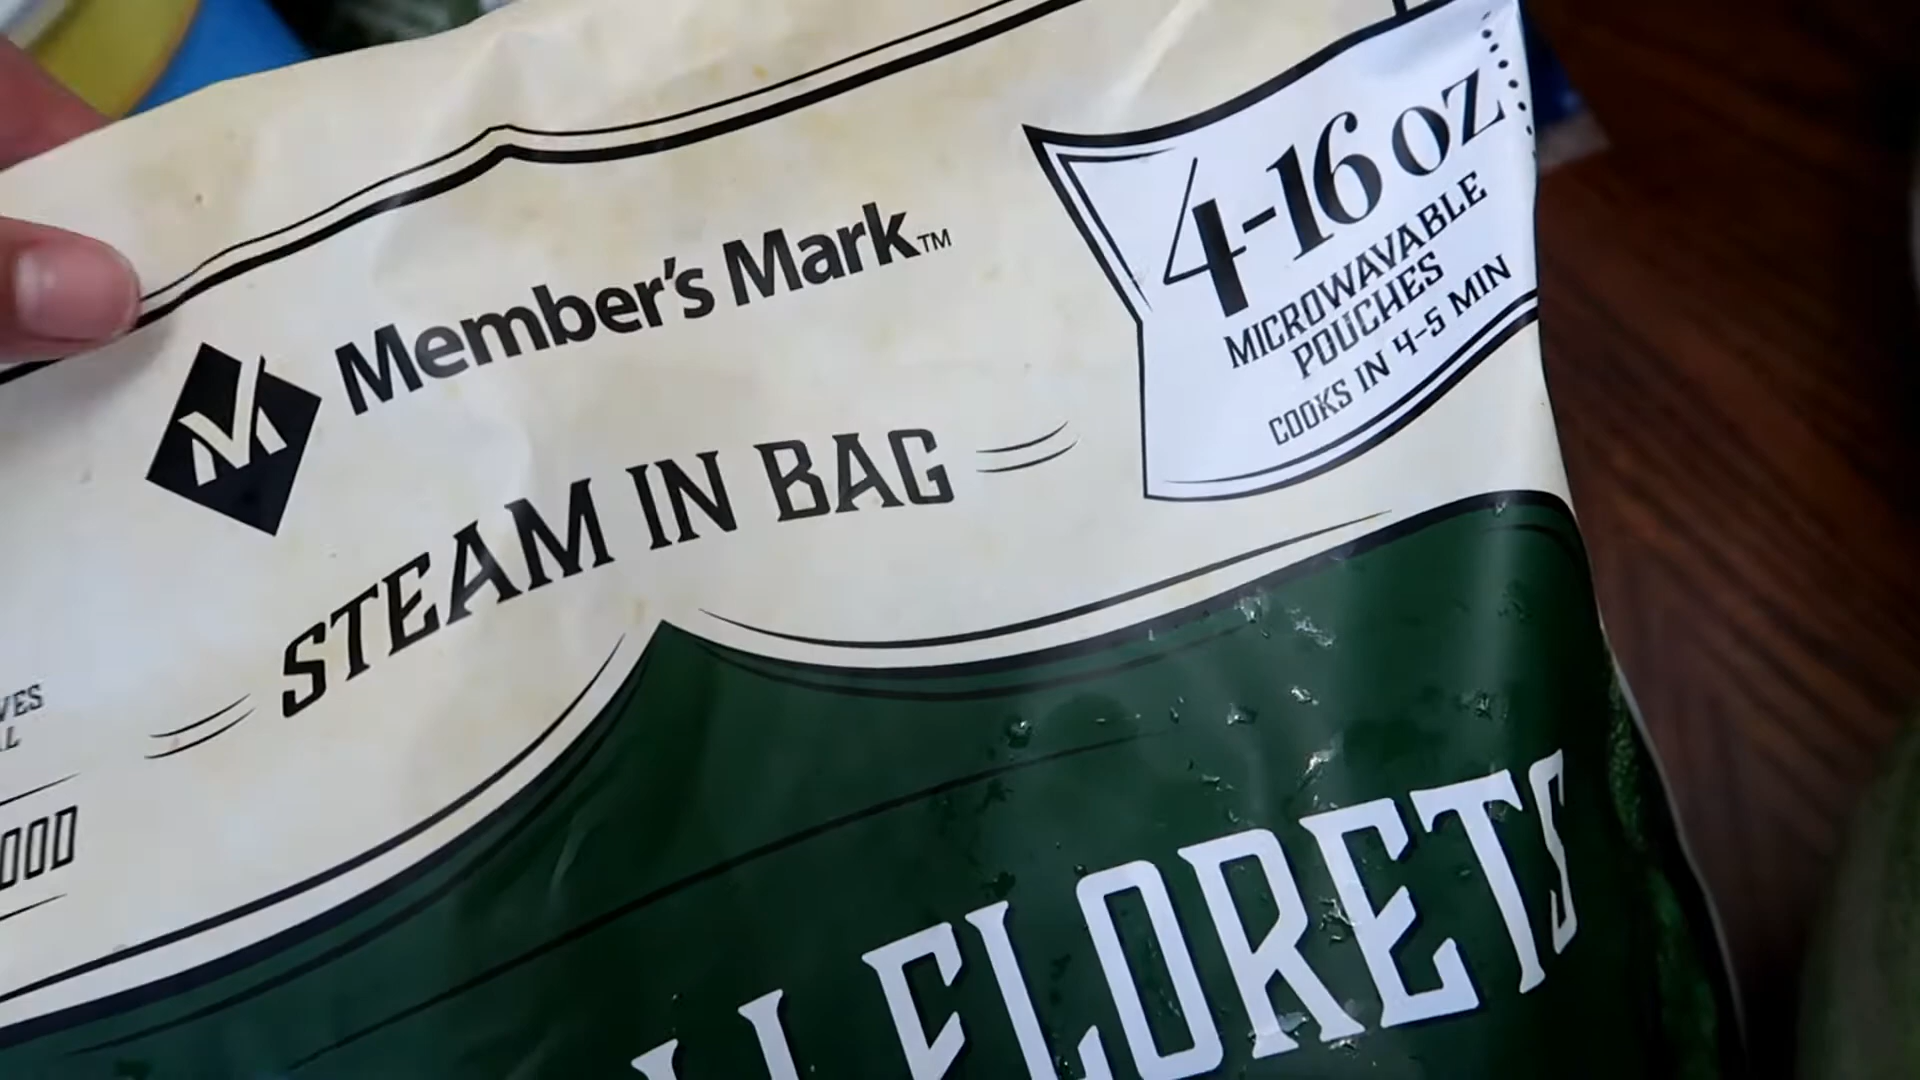 Member's Mark™
4-16 OZ
MICROWAVABLE
POUCHES
COOKS IN 4-5 MIN
STEAM IN BAG
FLORETS